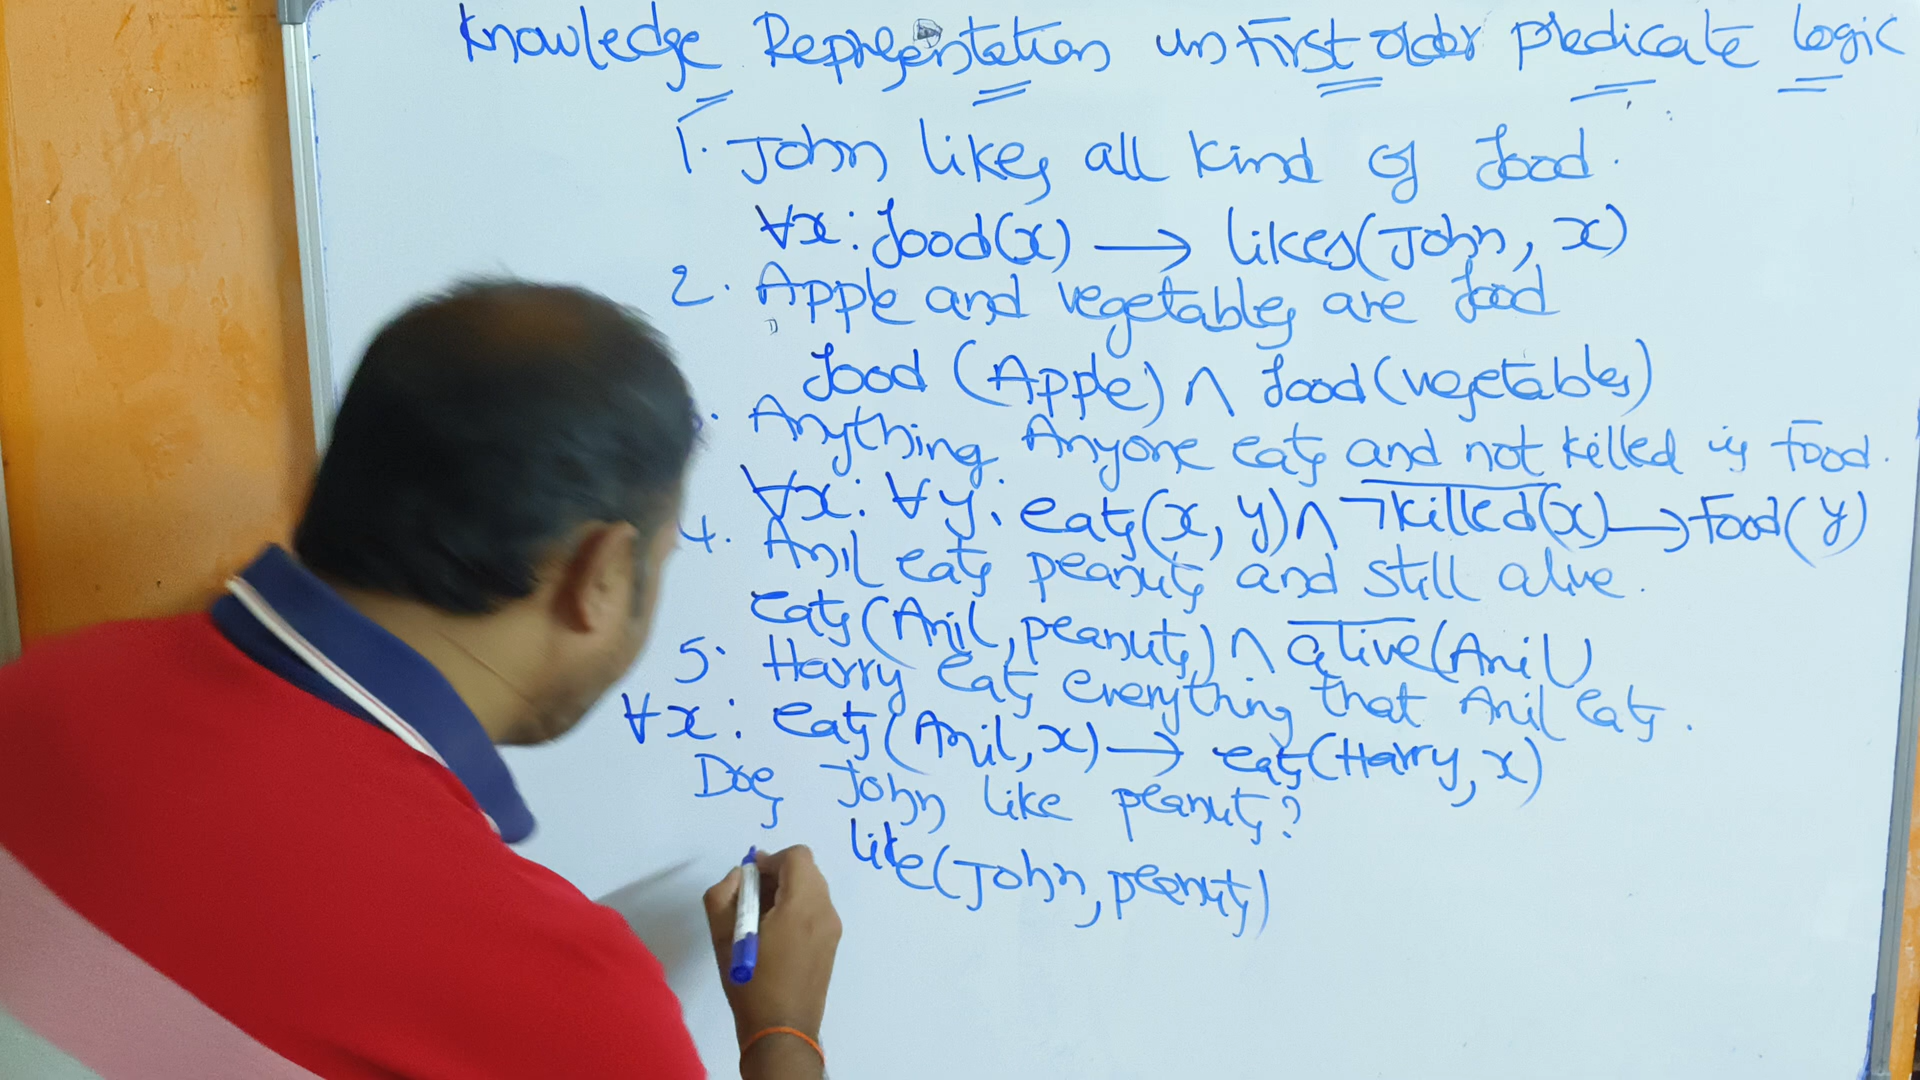 Knowledge Representation in First order predicate logic
1. John likes all kind of food.
∀x: food(x) → likes(John, x)
2. Apple and vegetables are food
food (Apple) ∧ food(vegetables)
Anything Anyone eats and not killed is food.
∀x: ∀y: eats(x, y) ∧ ¬killed(x) → food(y)
4. Anil eats peanuts and still alive.
eats(Anil, peanuts) ∧ alive(Anil)
5. Harry eats everything that Anil eats.
∀x: eats(Anil, x) → eats(Harry, x)
Does John like peanuts?
like(John, peanuts)